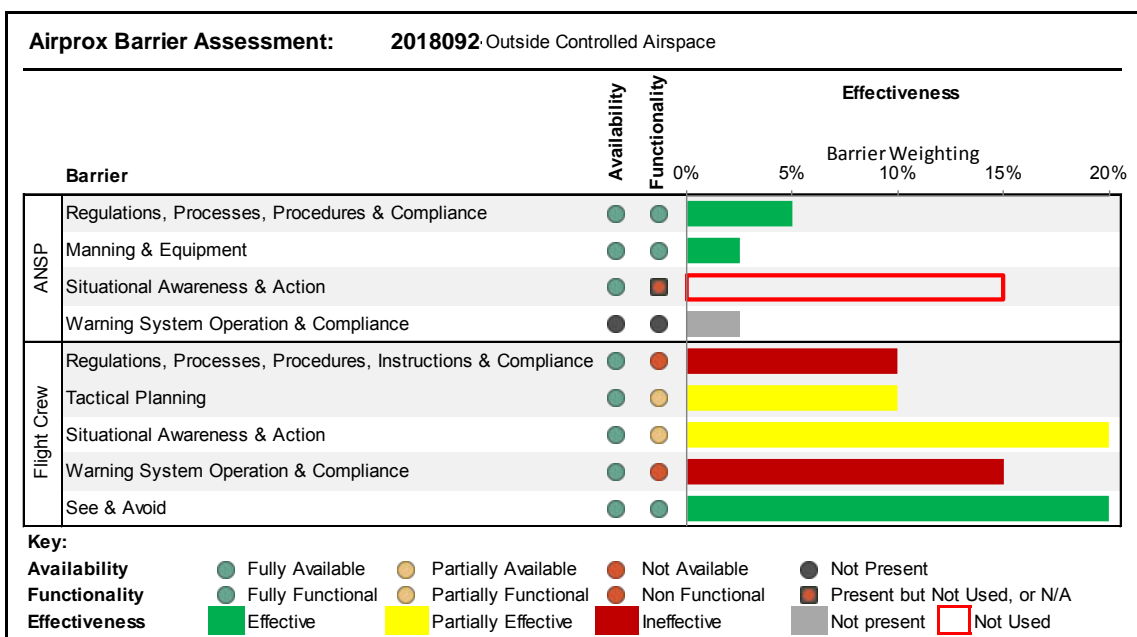 Airprox Barrier Assessment: 2018092 Outside Controlled Airspace
Barrier Availability Functionality Effectiveness
Barrier Weighting
0% 5% 10% 15% 20%
ANSP
Regulations, Processes, Procedures & Compliance
Manning & Equipment
Situational Awareness & Action
Warning System Operation & Compliance
Flight Crew
Regulations, Processes, Procedures, Instructions & Compliance
Tactical Planning
Situational Awareness & Action
Warning System Operation & Compliance
See & Avoid
Key:
Availability Fully Available Partially Available Not Available Not Present
Functionality Fully Functional Partially Functional Non Functional Present but Not Used, or N/A
Effectiveness Effective Partially Effective Ineffective Not present Not Used